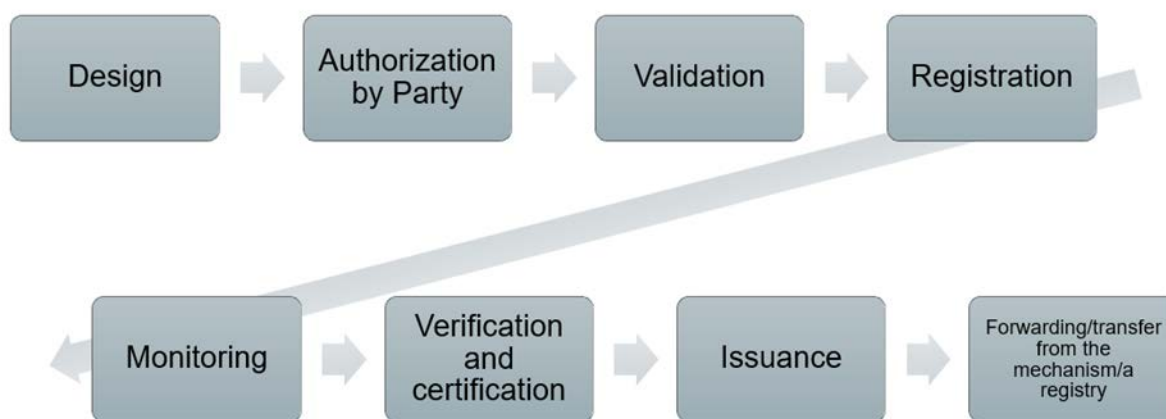 Design
Authorization
by Party
Validation
Registration
Monitoring
Verification
and
certification
Issuance
Forwarding/transfer
from the
mechanism/a
registry